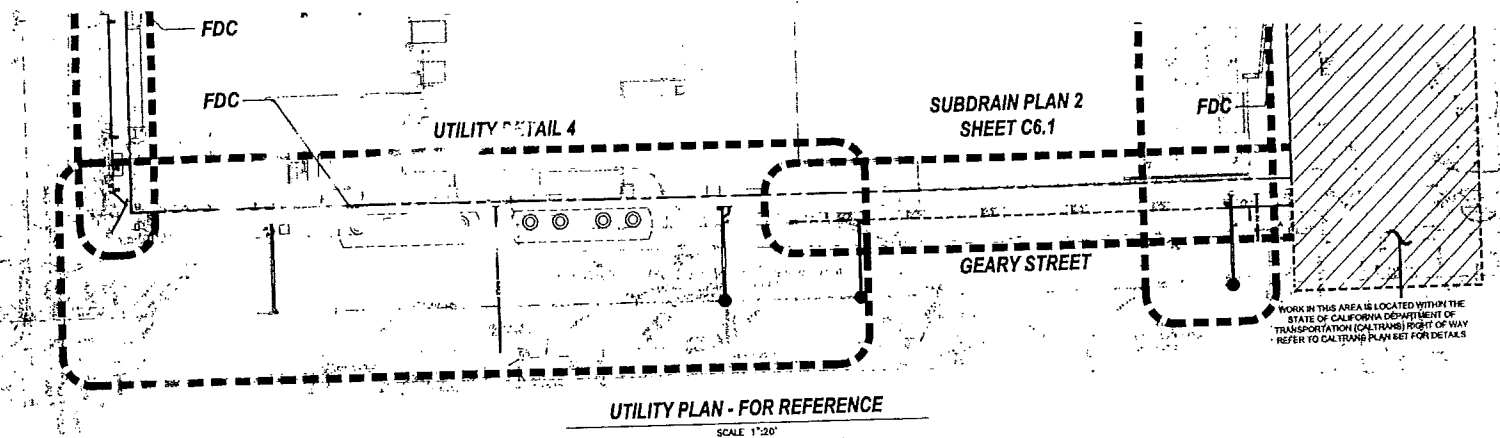 FDC
FDC
UTILITY DETAIL 4
SUBDRAIN PLAN 2
SHEET C6.1
FDC
GEARY STREET
WORK IN THIS AREA IS LOCATED WITHIN THE
STATE OF CALIFORNIA DEPARTMENT OF
TRANSPORTATION (CALTRANS) RIGHT OF WAY
REFER TO CALTRANS PLAN SET FOR DETAILS
UTILITY PLAN - FOR REFERENCE
SCALE 1":20'